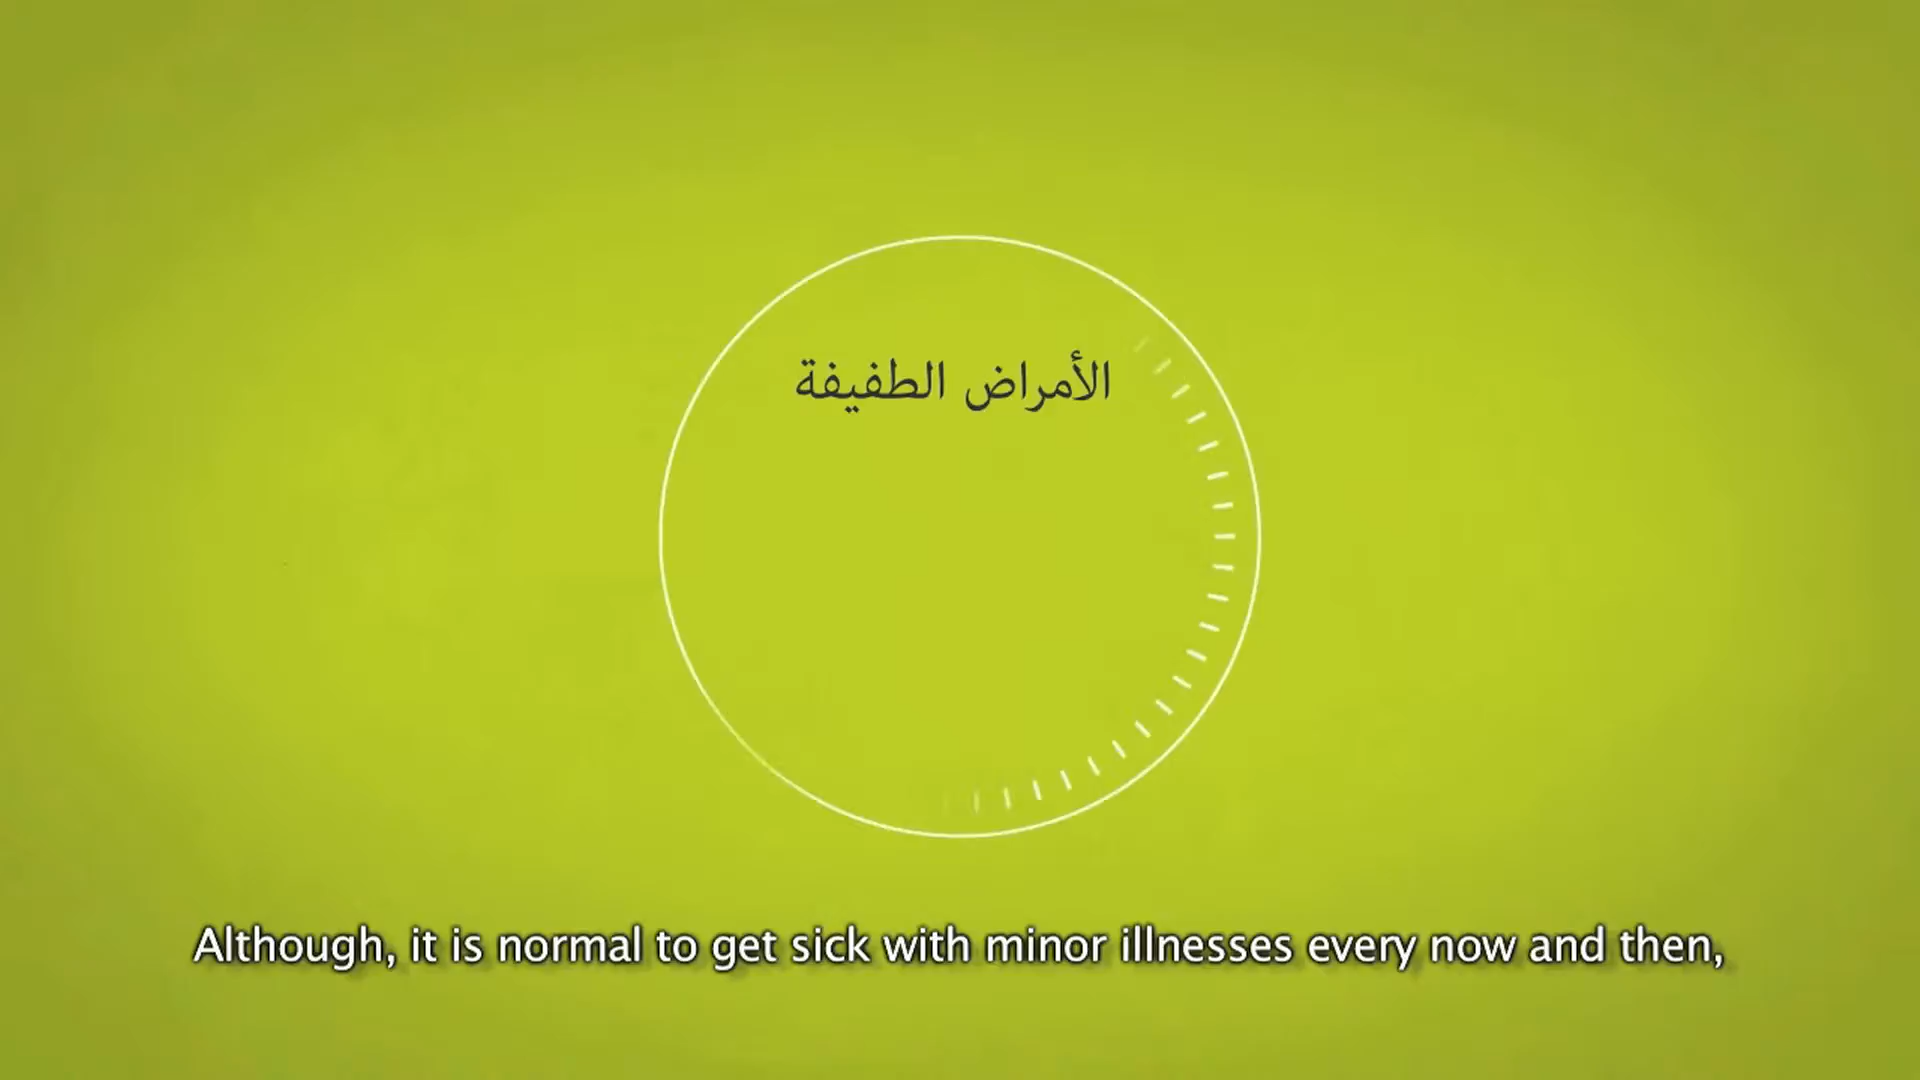 الأمراض الطفيفة
Although, it is normal to get sick with minor illnesses every now and then,